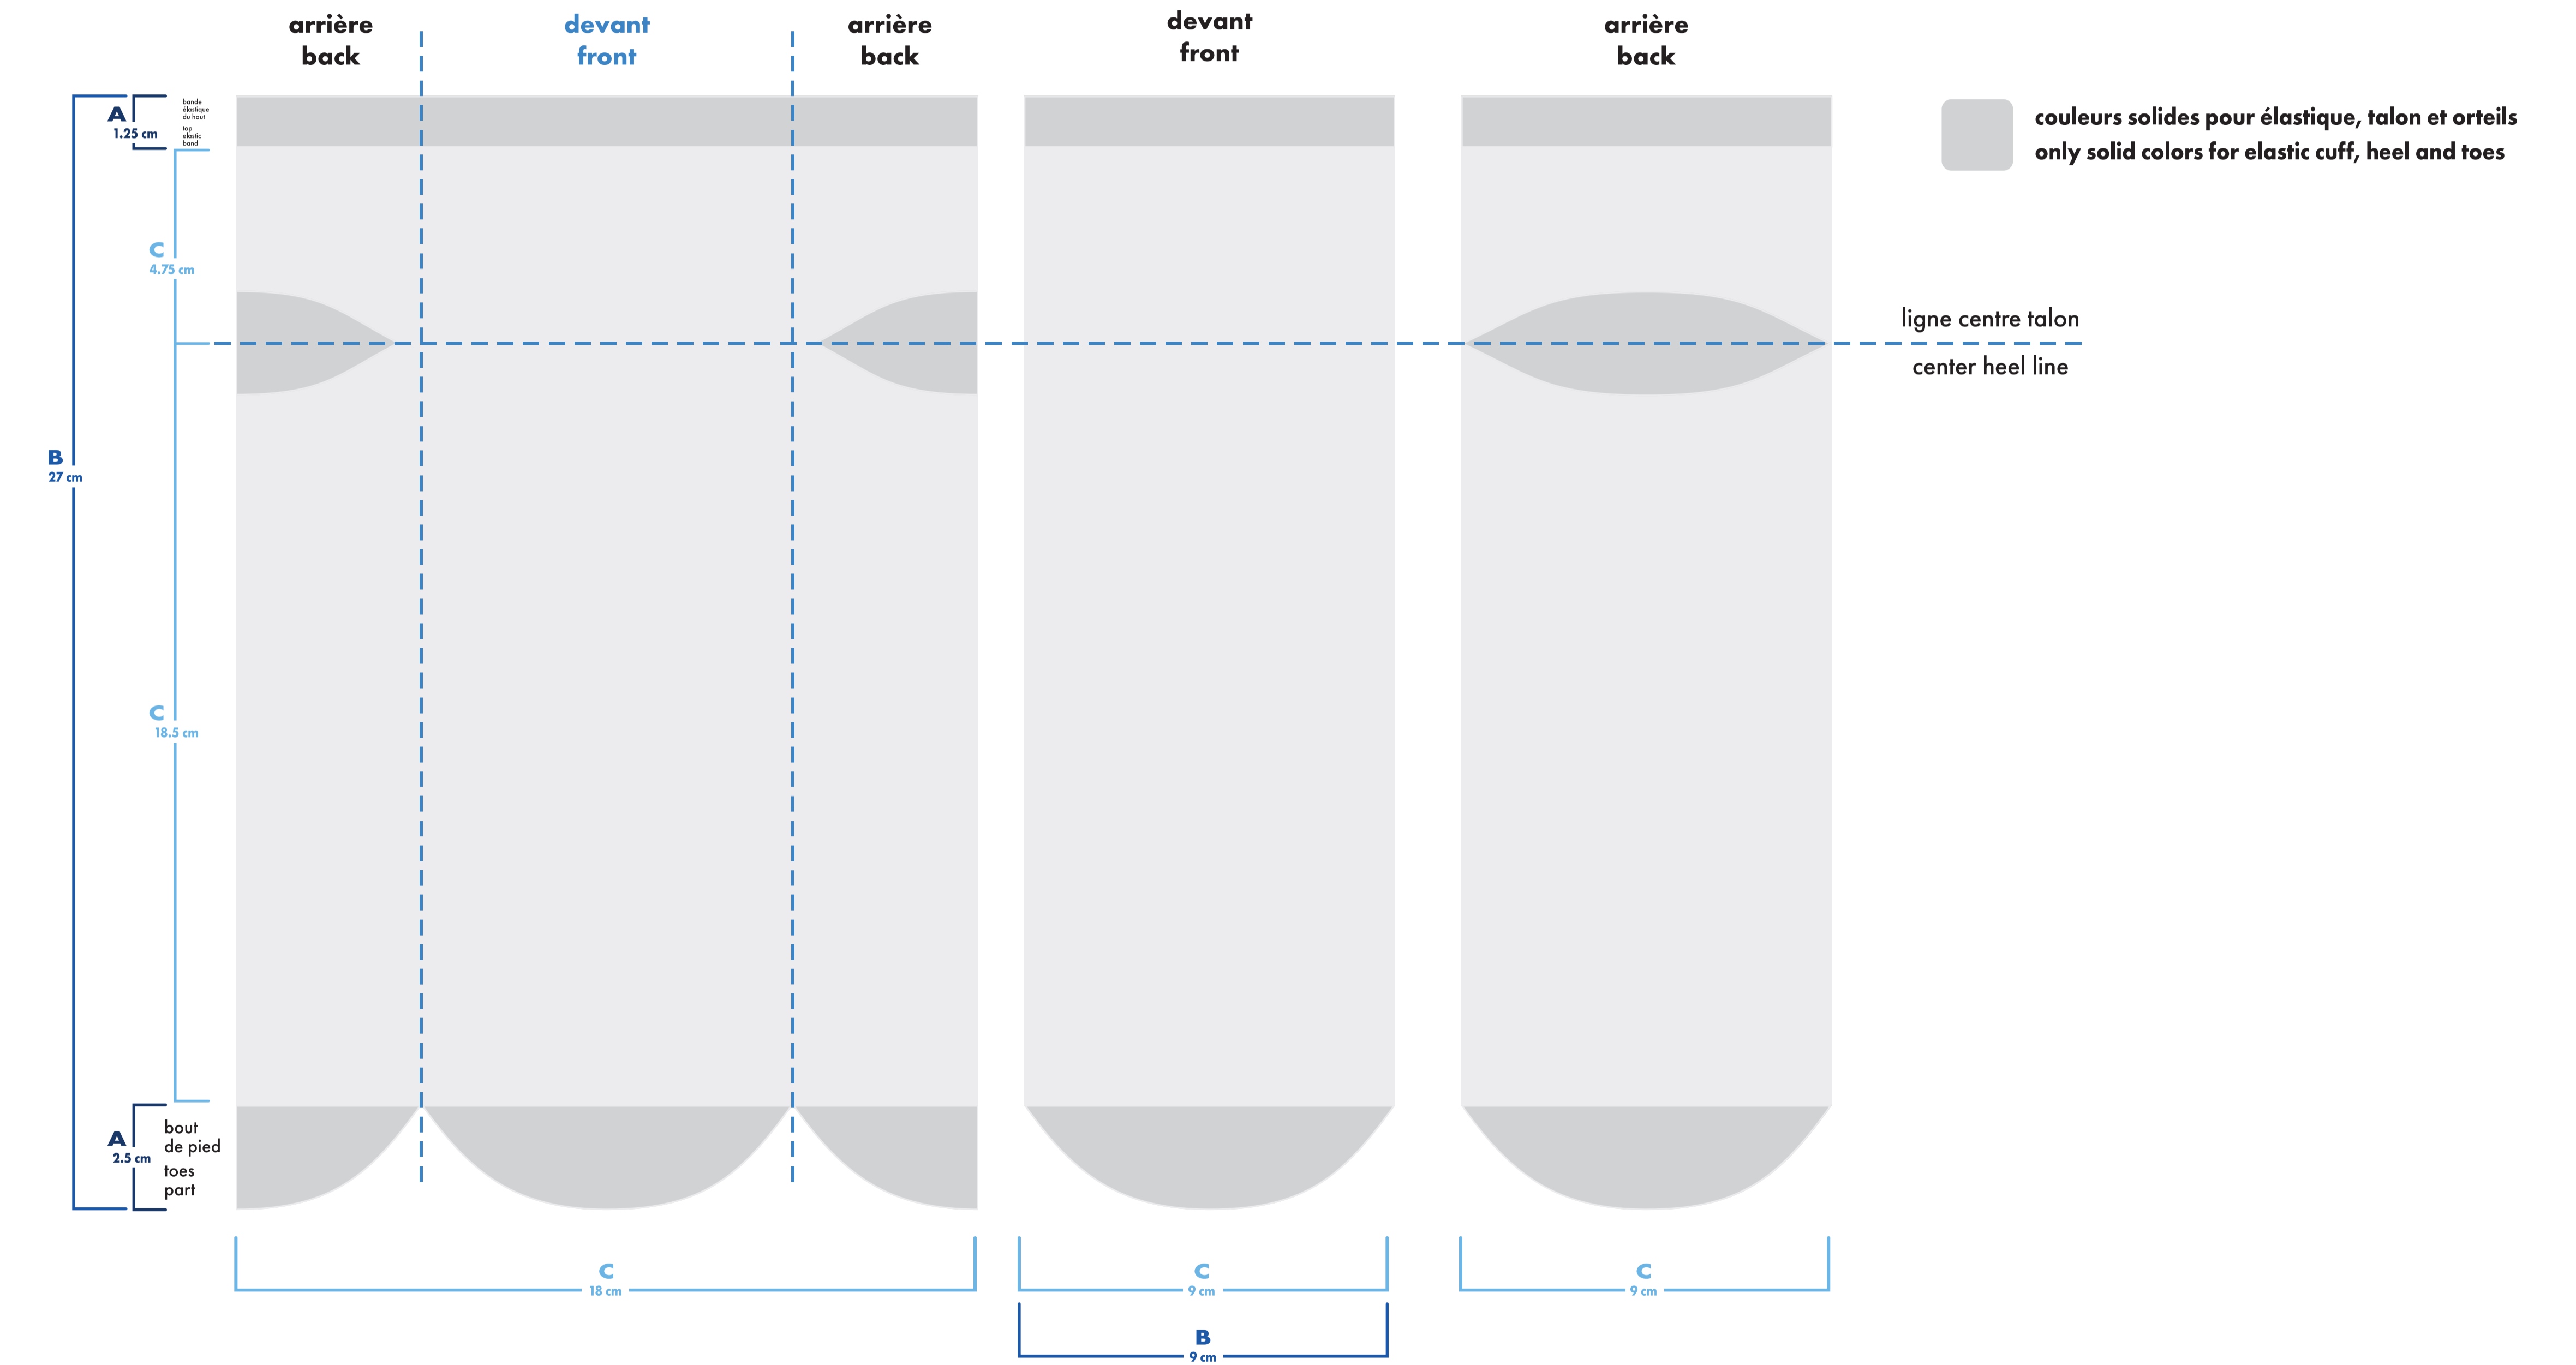 arrière
back
devant
front
arrière
back
devant
front
arrière
back
A
1.25 cm
bande
élastique
du haut
top
elastic
band
couleurs solides pour élastique, talon et orteils
only solid colors for elastic cuff, heel and toes
C
4.75 cm
ligne centre talon
center heel line
B
27 cm
C
18.5 cm
A
2.5 cm
bout
de pied
toes
part
C
18 cm
C
9 cm
C
9 cm
B
9 cm